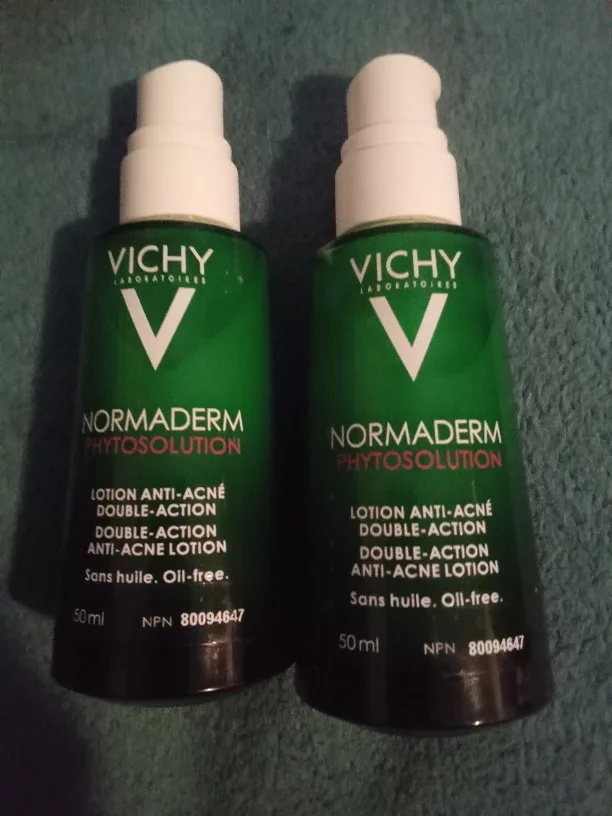 VICHY
LABORATOIRES
V
NORMADERM
PHYTOSOLUTION
LOTION ANTI-ACNÉ
DOUBLE-ACTION
DOUBLE-ACTION
ANTI-ACNE LOTION
Sans huile. Oil-free.
50 ml NPN 80094647
VICHY
LABORATOIRES
V
NORMADERM
PHYTOSOLUTION
LOTION ANTI-ACNÉ
DOUBLE-ACTION
DOUBLE-ACTION
ANTI-ACNE LOTION
Sans huile. Oil-free.
50 ml NPN 80094647